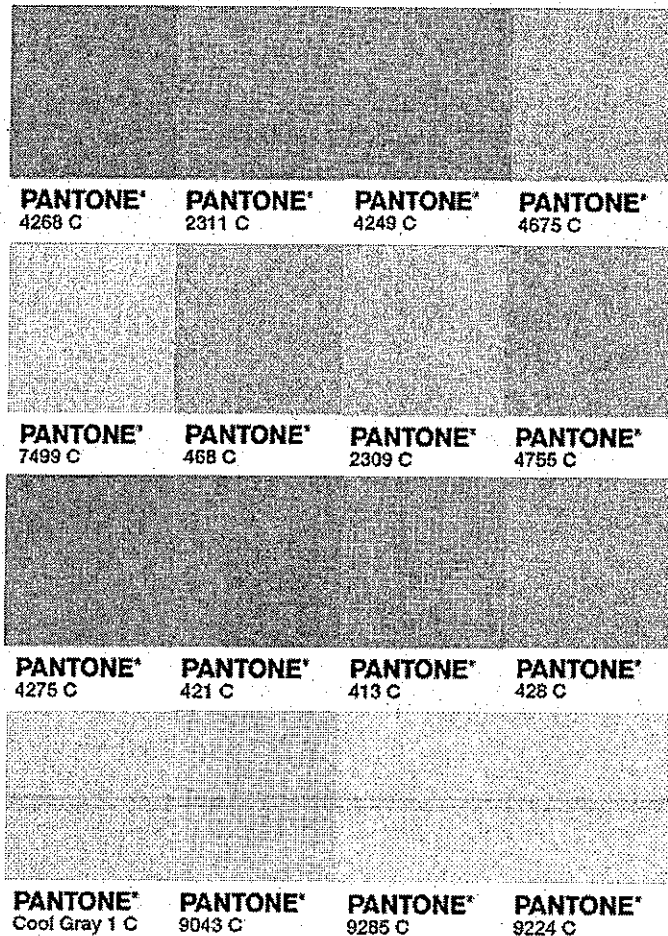 PANTONE* PANTONE* PANTONE* PANTONE*
4268 C 2311 C 4249 C 4675 C
PANTONE* PANTONE* PANTONE* PANTONE*
7499 C 468 C 2309 C 4755 C
PANTONE* PANTONE* PANTONE* PANTONE*
4275 C 421 C 413 C 428 C
PANTONE* PANTONE* PANTONE* PANTONE*
Cool Gray 1 C 9043 C 9285 C 9224 C